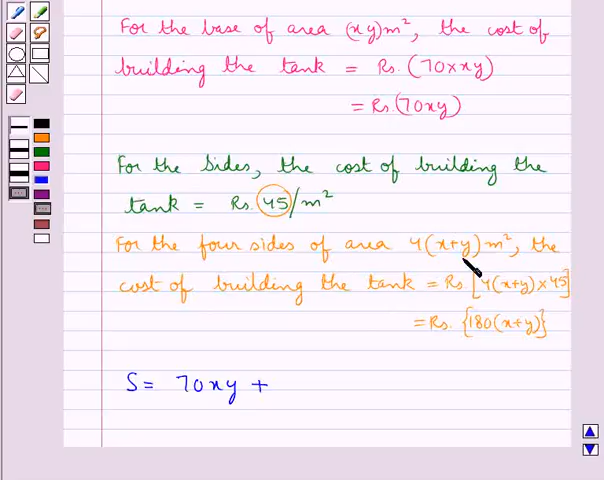 For the base of area (xy)m², the cost of
building the tank = Rs. (70×xy)
= Rs. (70xy)
For the Sides, the cost of building the
tank = Rs. 45/m²
For the four sides of area 4(x+y)m², the
cost of building the tank = Rs [4(x+y)×45]
= Rs. {180(x+y)}
S = 70xy +